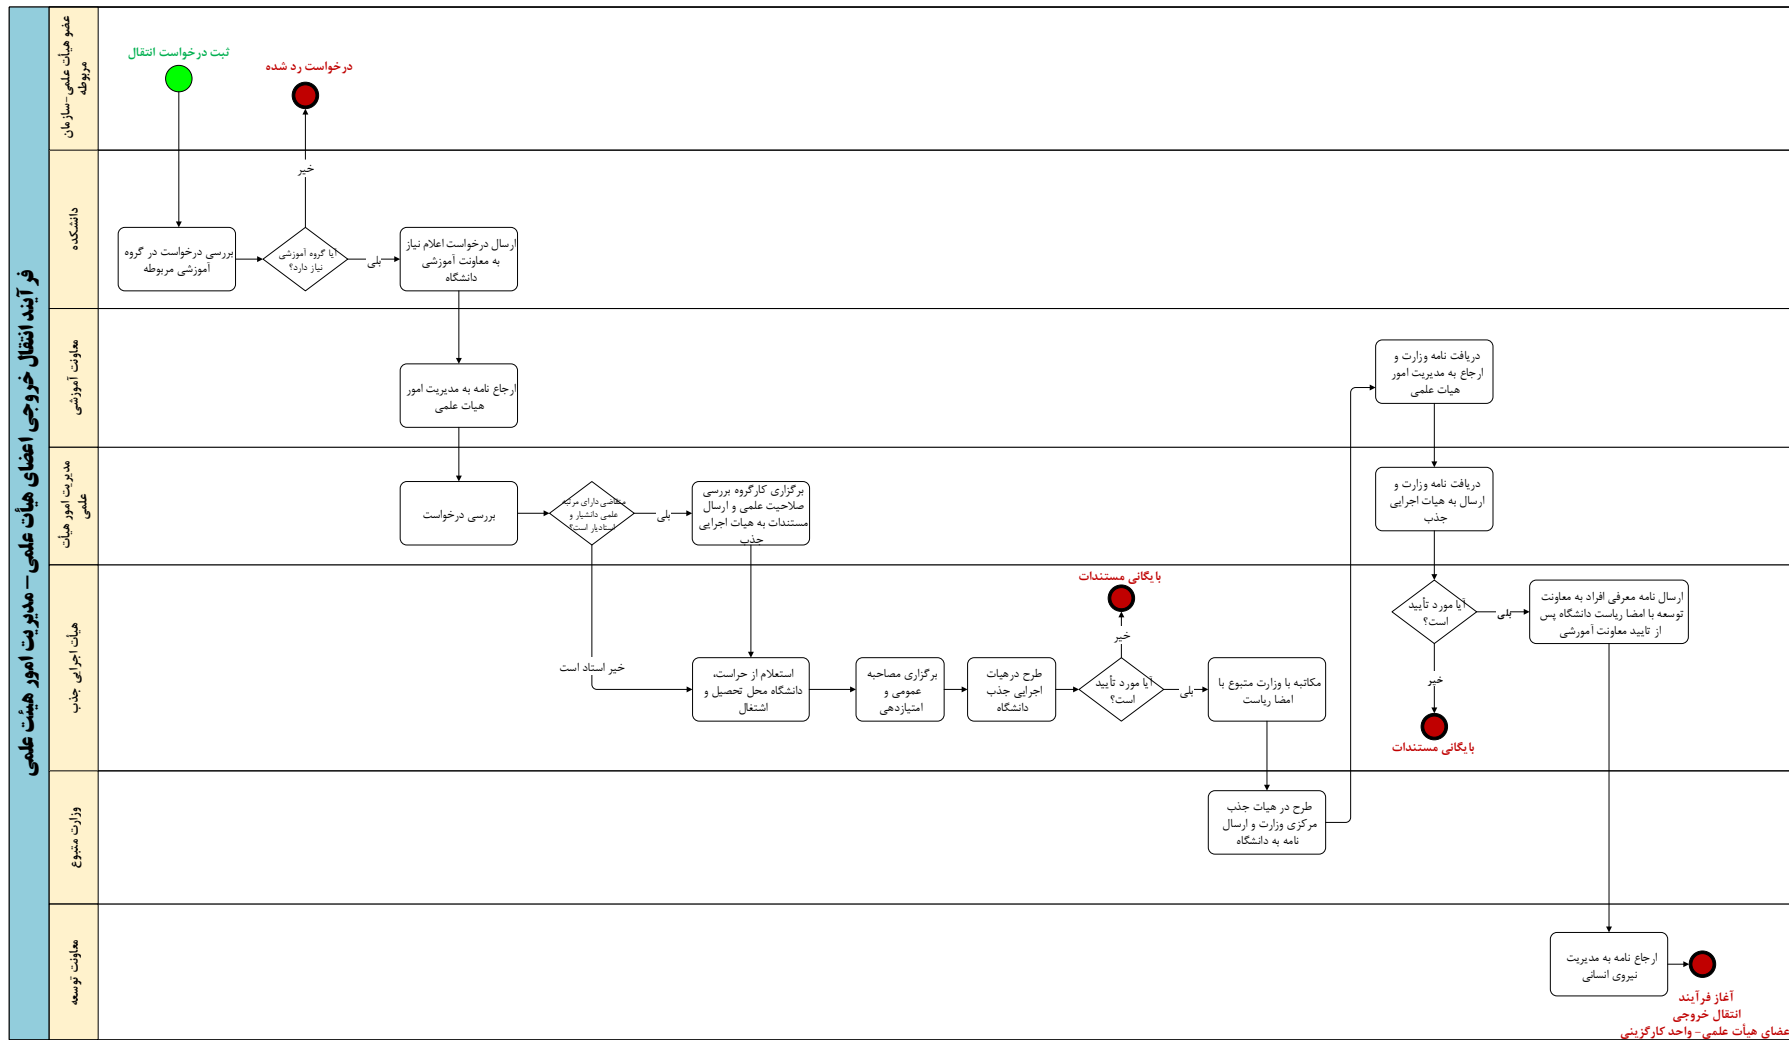 فرآیند انتقال خروجی اعضای هیأت علمی-مدیریت امور هیئت علمی
عضو هیأت علمی-سازمان
مربوطه
ثبت درخواست انتقال
درخواست رد شده
خیر
دانشکده
بررسی درخواست در گروه
آموزشی مربوطه
آیا گروه آموزشی
نیاز دارد؟
بلی
ارسال درخواست اعلام نیاز
به معاونت آموزشی
دانشگاه
معاونت آموزشی
ارجاع نامه به مدیریت امور
هیات علمی
دریافت نامه وزارت و
ارجاع به مدیریت امور
هیات علمی
مدیریت امور هیأت
علمی
بررسی درخواست
متقاضی دارای مرتبه
علمی دانشیار و
استادیار است؟
بلی
برگزاری کارگروه بررسی
صلاحیت علمی و ارسال
مستندات به هیات اجرایی
جذب
دریافت نامه وزارت و
ارسال به هیات اجرایی
جذب
هیأت اجرایی جذب
خیر استاد است
استعلام از حراست،
دانشگاه محل تحصیل و
اشتغال
برگزاری مصاحبه
عمومی و
امتیازدهی
طرح درهیات
اجرایی جذب
دانشگاه
آیا مورد تأیید
است؟
خیر
بایگانی مستندات
بلی
مکاتبه با وزارت متبوع با
امضا ریاست
آیا مورد تأیید
است؟
بلی
خیر
بایگانی مستندات
ارسال نامه معرفی افراد به معاونت
توسعه با امضا ریاست دانشگاه پس
از تایید معاونت آمورشی
وزارت متبوع
طرح در هیات جذب
مرکزی وزارت و ارسال
نامه به دانشگاه
معاونت توسعه
ارجاع نامه به مدیریت
نیروی انسانی
آغاز فرآیند
انتقال خروجی
عضای هیأت علمی- واحد کارگزینی